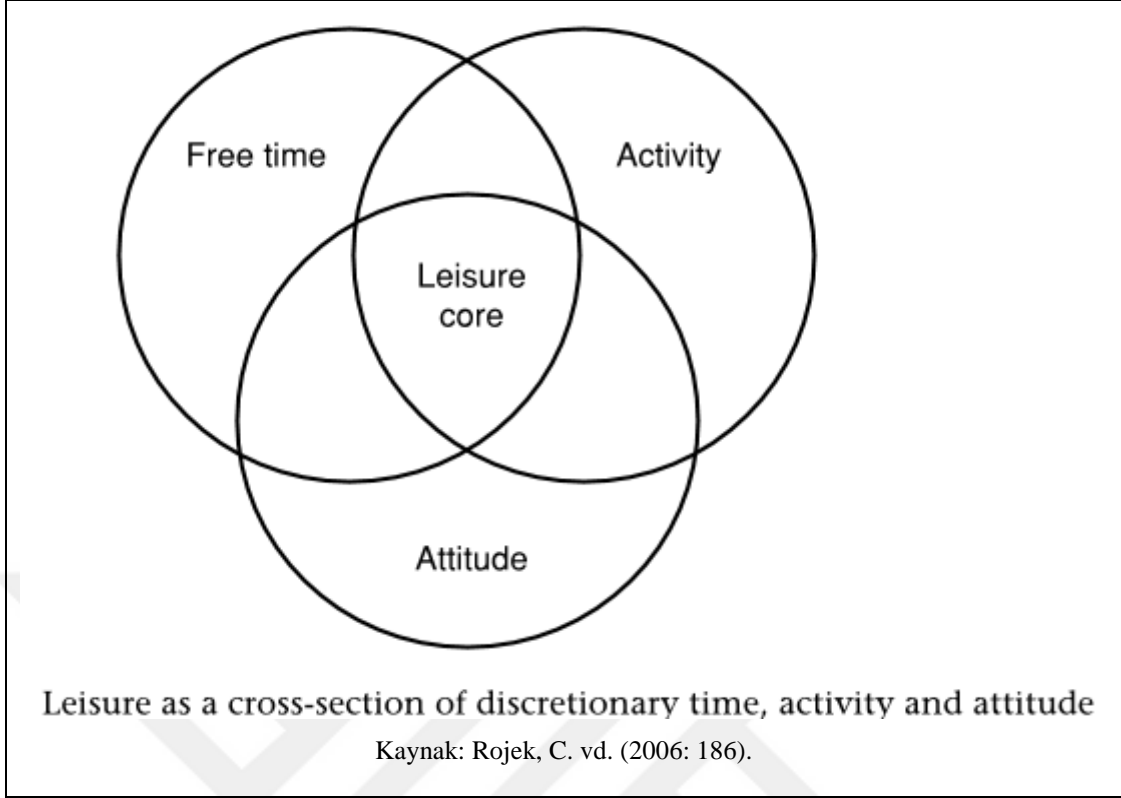 Free time
Activity
Leisure
core
Attitude
Leisure as a cross-section of discretionary time, activity and attitude
Kaynak: Rojek, C. vd. (2006: 186).